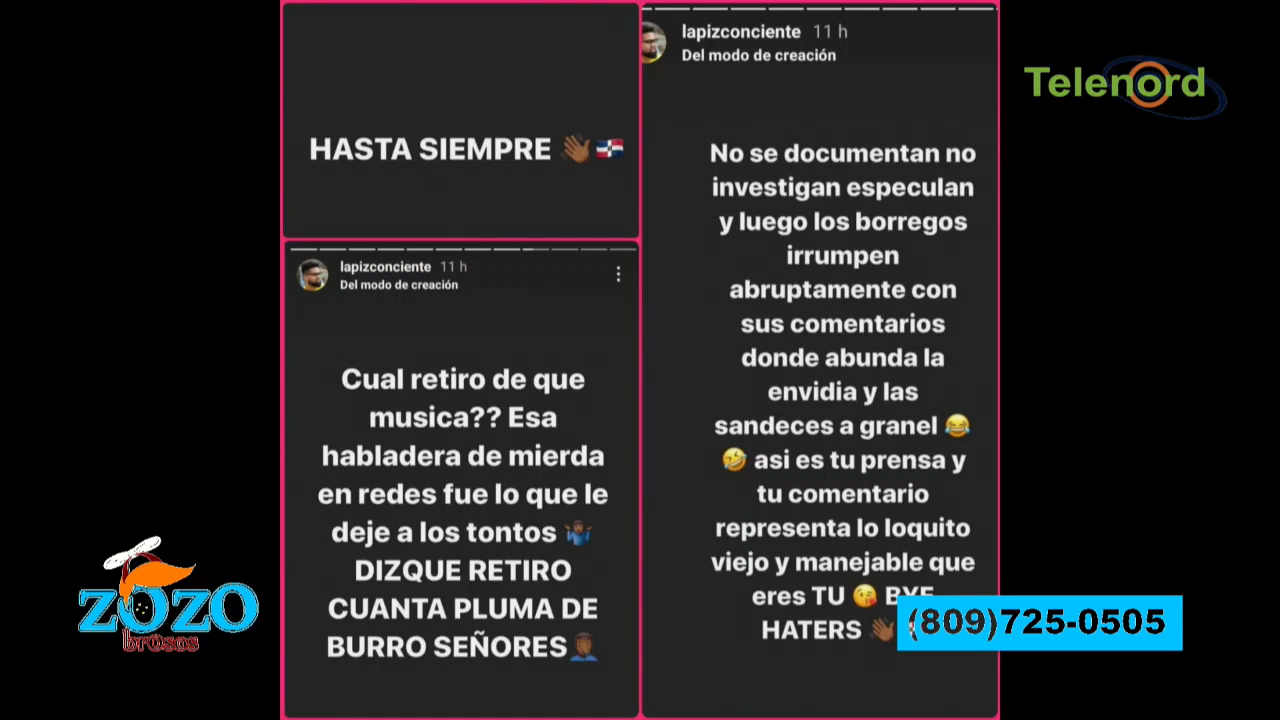 HASTA SIEMPRE 👋🏾🇩🇴
lapizconciente 11 h
Del modo de creación
Cual retiro de que
musica?? Esa
habladera de mierda
en redes fue lo que le
deje a los tontos 🤷🏾‍♂️
DIZQUE RETIRO
CUANTA PLUMA DE
BURRO SEÑORES🤦🏾‍♂️
lapizconciente 11 h
Del modo de creación
No se documentan no
investigan especulan
y luego los borregos
irrumpen
abruptamente con
sus comentarios
donde abunda la
envidia y las
sandeces a granel 😂
🤣 asi es tu prensa y
tu comentario
representa lo loquito
viejo y manejable que
eres TU 😘 BYE
HATERS 👋🏾
Telenord
ZOZO
brosos
(809)725-0505